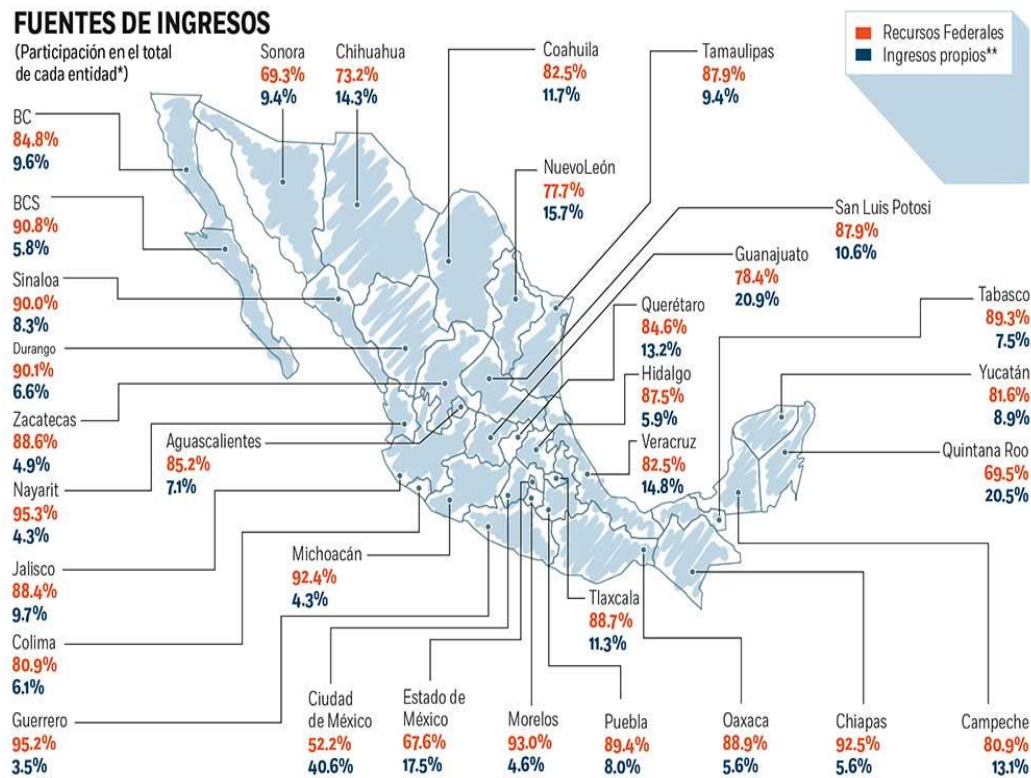 FUENTES DE INGRESOS
(Participación en el total
de cada entidad*)
Recursos Federales
Ingresos propios**
Sonora
69.3%
9.4%
Chihuahua
73.2%
14.3%
Coahuila
82.5%
11.7%
Tamaulipas
87.9%
9.4%
BC
84.8%
9.6%
BCS
90.8%
5.8%
Sinaloa
90.0%
8.3%
Durango
90.1%
6.6%
Zacatecas
88.6%
4.9%
Nayarit
95.3%
4.3%
Jalisco
88.4%
9.7%
Colima
80.9%
6.1%
Guerrero
95.2%
3.5%
Aguascalientes
85.2%
7.1%
Michoacán
92.4%
4.3%
NuevoLeón
77.7%
15.7%
San Luis Potosi
87.9%
10.6%
Guanajuato
78.4%
20.9%
Querétaro
84.6%
13.2%
Hidalgo
87.5%
5.9%
Veracruz
82.5%
14.8%
Tabasco
89.3%
7.5%
Yucatán
81.6%
8.9%
Quintana Roo
69.5%
20.5%
Tlaxcala
88.7%
11.3%
Ciudad
de México
52.2%
40.6%
Estado de
México
67.6%
17.5%
Morelos
93.0%
4.6%
Puebla
89.4%
8.0%
Oaxaca
88.9%
5.6%
Chiapas
92.5%
5.6%
Campeche
80.9%
13.1%